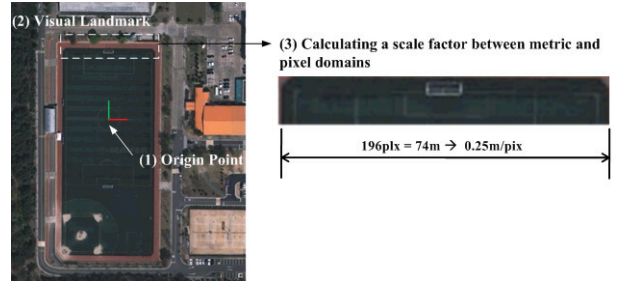 (2) Visual Landmark
(3) Calculating a scale factor between metric and
pixel domains
196plx = 74m → 0.25m/pix
(1) Origin Point